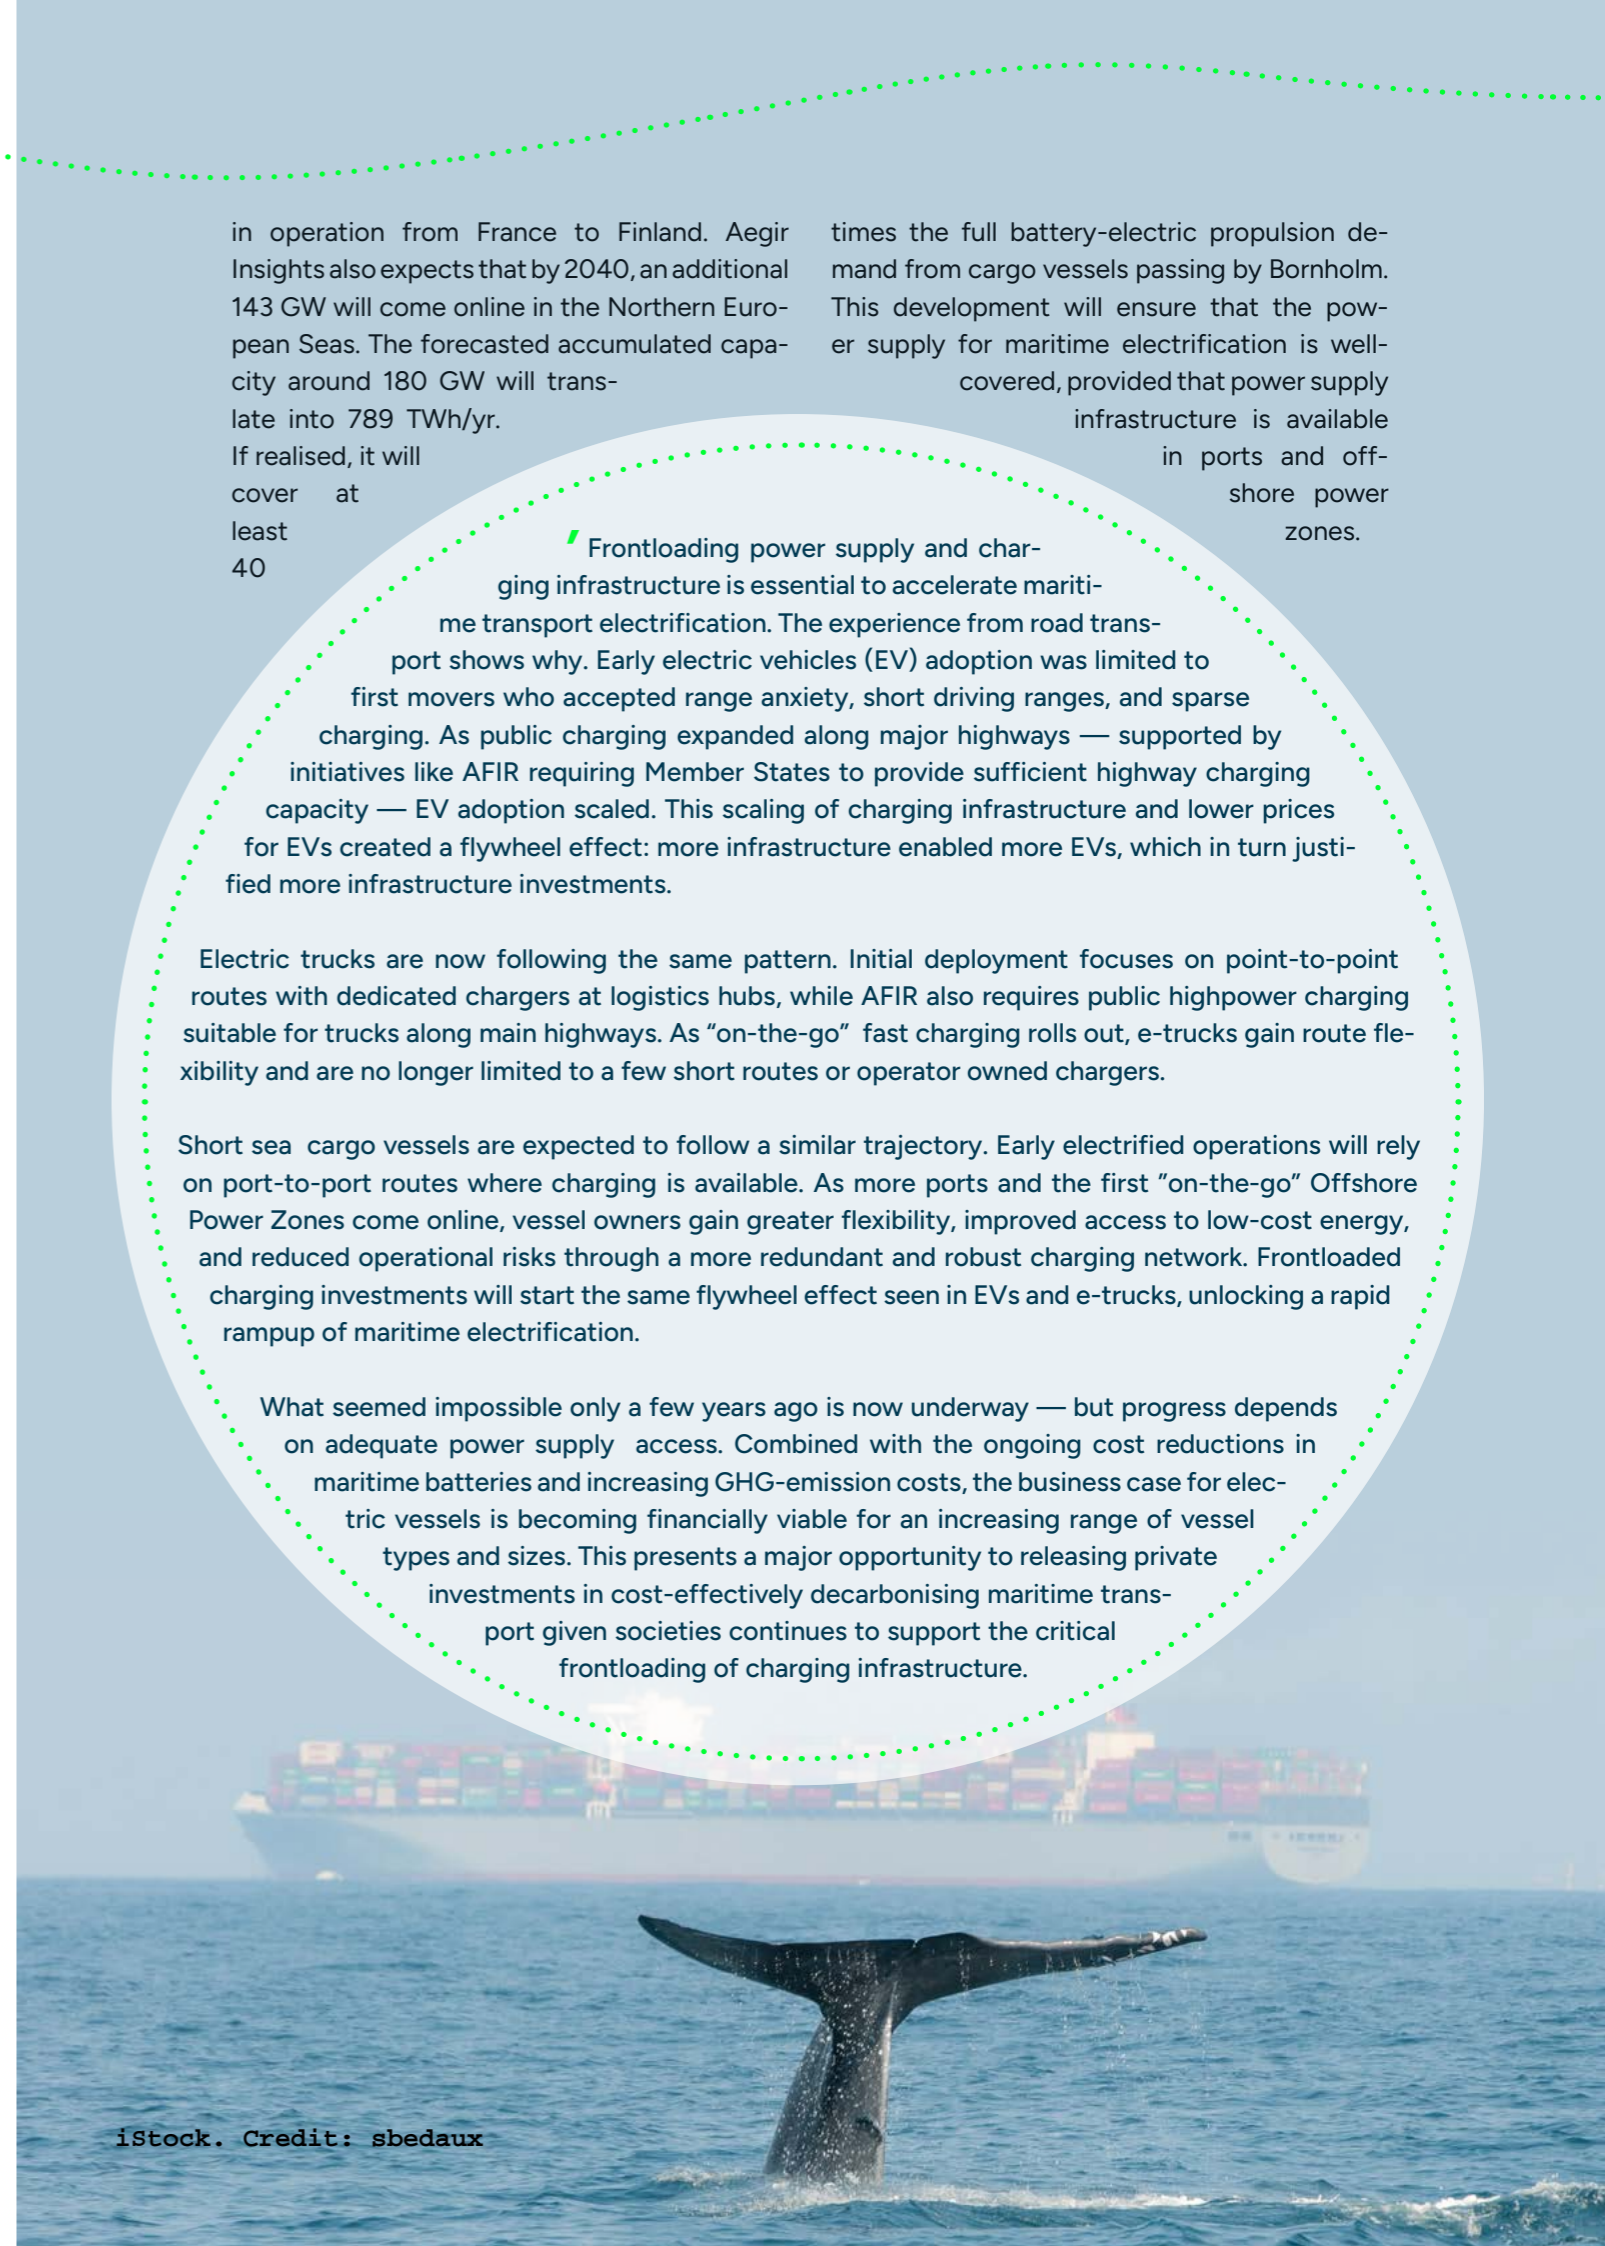 in operation from France to Finland. Aegir
Insights also expects that by 2040, an additional
143 GW will come online in the Northern Euro-
pean Seas. The forecasted accumulated capa-
city around 180 GW will trans-
late into 789 TWh/yr.
If realised, it will
cover at
least
40
times the full battery-electric propulsion de-
mand from cargo vessels passing by Bornholm.
This development will ensure that the pow-
er supply for maritime electrification is well-
covered, provided that power supply
infrastructure is available
in ports and off-
shore power
zones.
' Frontloading power supply and char-
ging infrastructure is essential to accelerate mariti-
me transport electrification. The experience from road trans-
port shows why. Early electric vehicles (EV) adoption was limited to
first movers who accepted range anxiety, short driving ranges, and sparse
charging. As public charging expanded along major highways — supported by
initiatives like AFIR requiring Member States to provide sufficient highway charging
capacity — EV adoption scaled. This scaling of charging infrastructure and lower prices
for EVs created a flywheel effect: more infrastructure enabled more EVs, which in turn justi-
fied more infrastructure investments.
Electric trucks are now following the same pattern. Initial deployment focuses on point-to-point
routes with dedicated chargers at logistics hubs, while AFIR also requires public highpower charging
suitable for trucks along main highways. As “on-the-go” fast charging rolls out, e-trucks gain route fle-
xibility and are no longer limited to a few short routes or operator owned chargers.
Short sea cargo vessels are expected to follow a similar trajectory. Early electrified operations will rely
on port-to-port routes where charging is available. As more ports and the first ”on-the-go” Offshore
Power Zones come online, vessel owners gain greater flexibility, improved access to low-cost energy,
and reduced operational risks through a more redundant and robust charging network. Frontloaded
charging investments will start the same flywheel effect seen in EVs and e-trucks, unlocking a rapid
rampup of maritime electrification.
What seemed impossible only a few years ago is now underway — but progress depends
on adequate power supply access. Combined with the ongoing cost reductions in
maritime batteries and increasing GHG-emission costs, the business case for elec-
tric vessels is becoming financially viable for an increasing range of vessel
types and sizes. This presents a major opportunity to releasing private
investments in cost-effectively decarbonising maritime trans-
port given societies continues to support the critical
frontloading of charging infrastructure.
iStock. Credit: sbedaux